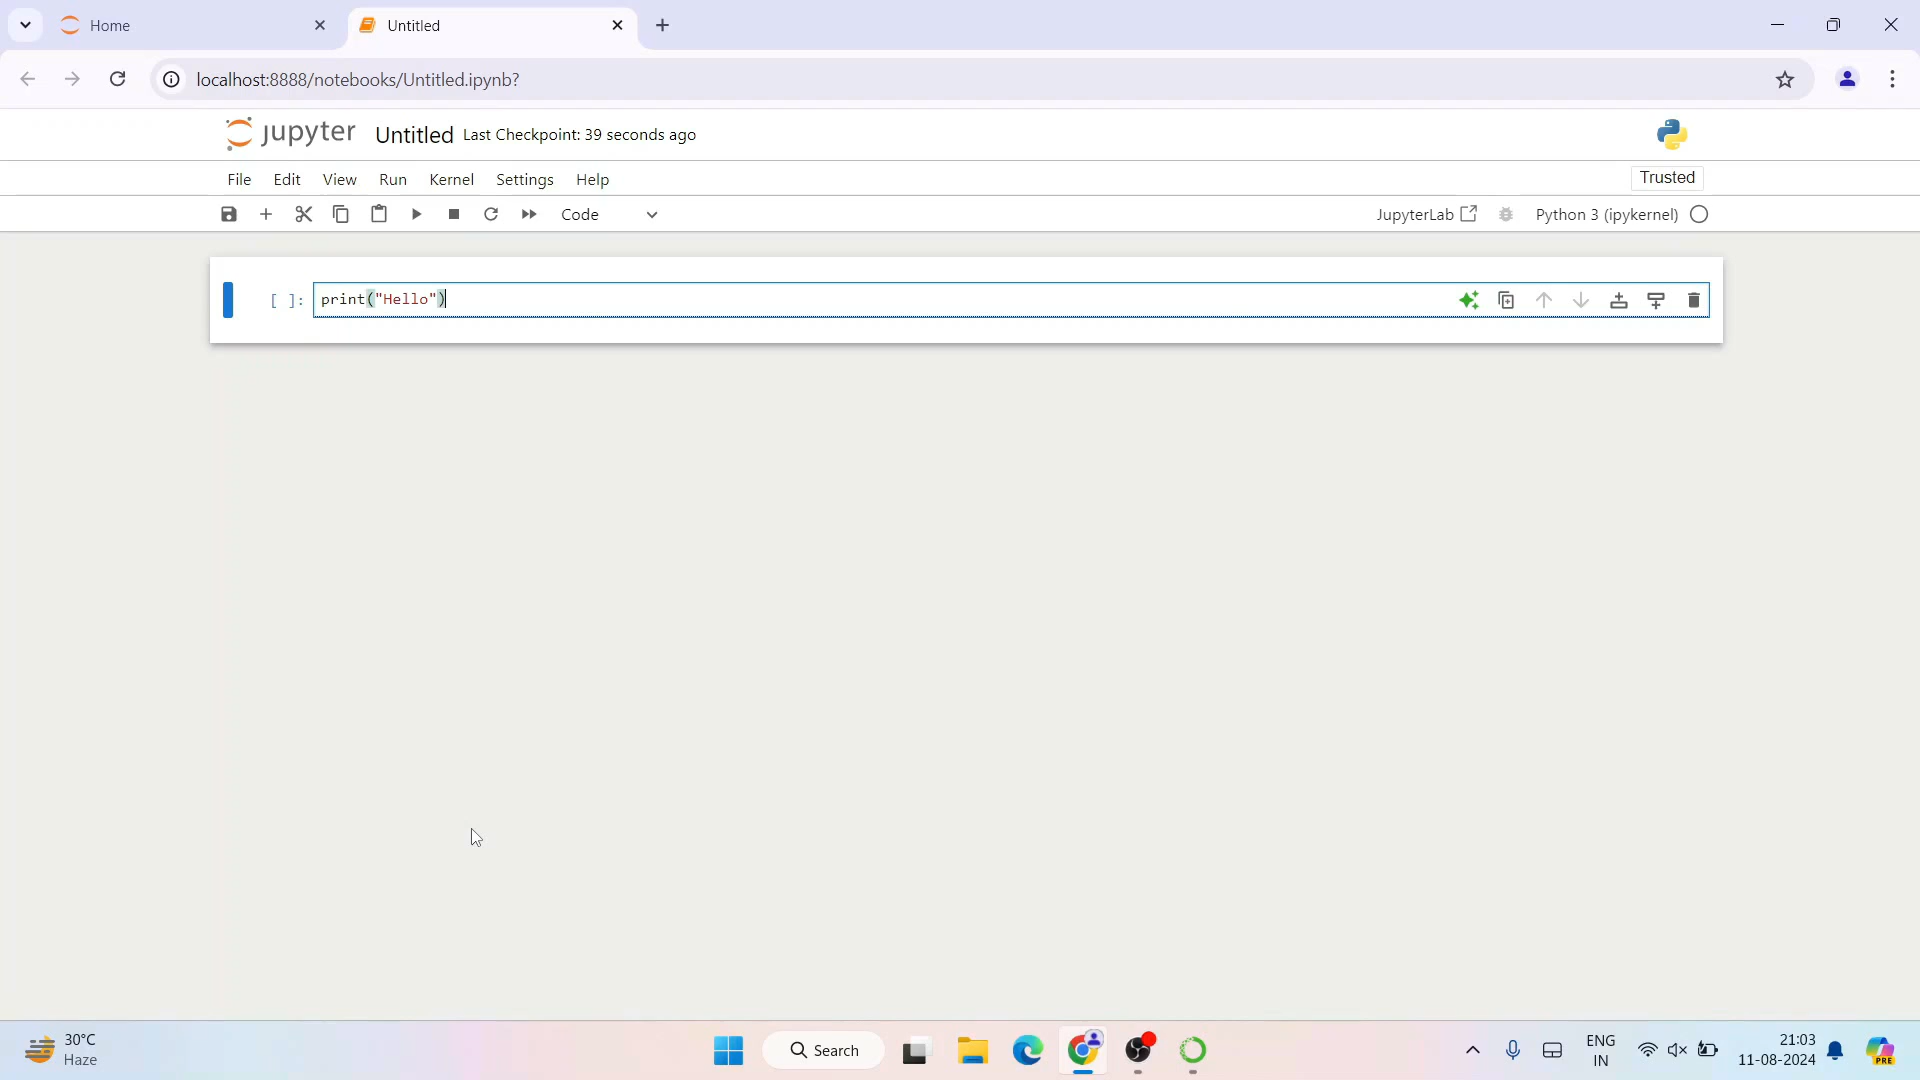 Home
Untitled
localhost:8888/notebooks/Untitled.ipynb?
jupyter Untitled Last Checkpoint: 39 seconds ago
File Edit View Run Kernel Settings Help
Trusted
Code
JupyterLab
Python 3 (ipykernel)
[ ]: print("Hello")
30°C
Haze
Search
ENG
IN
21:03
11-08-2024
PRE